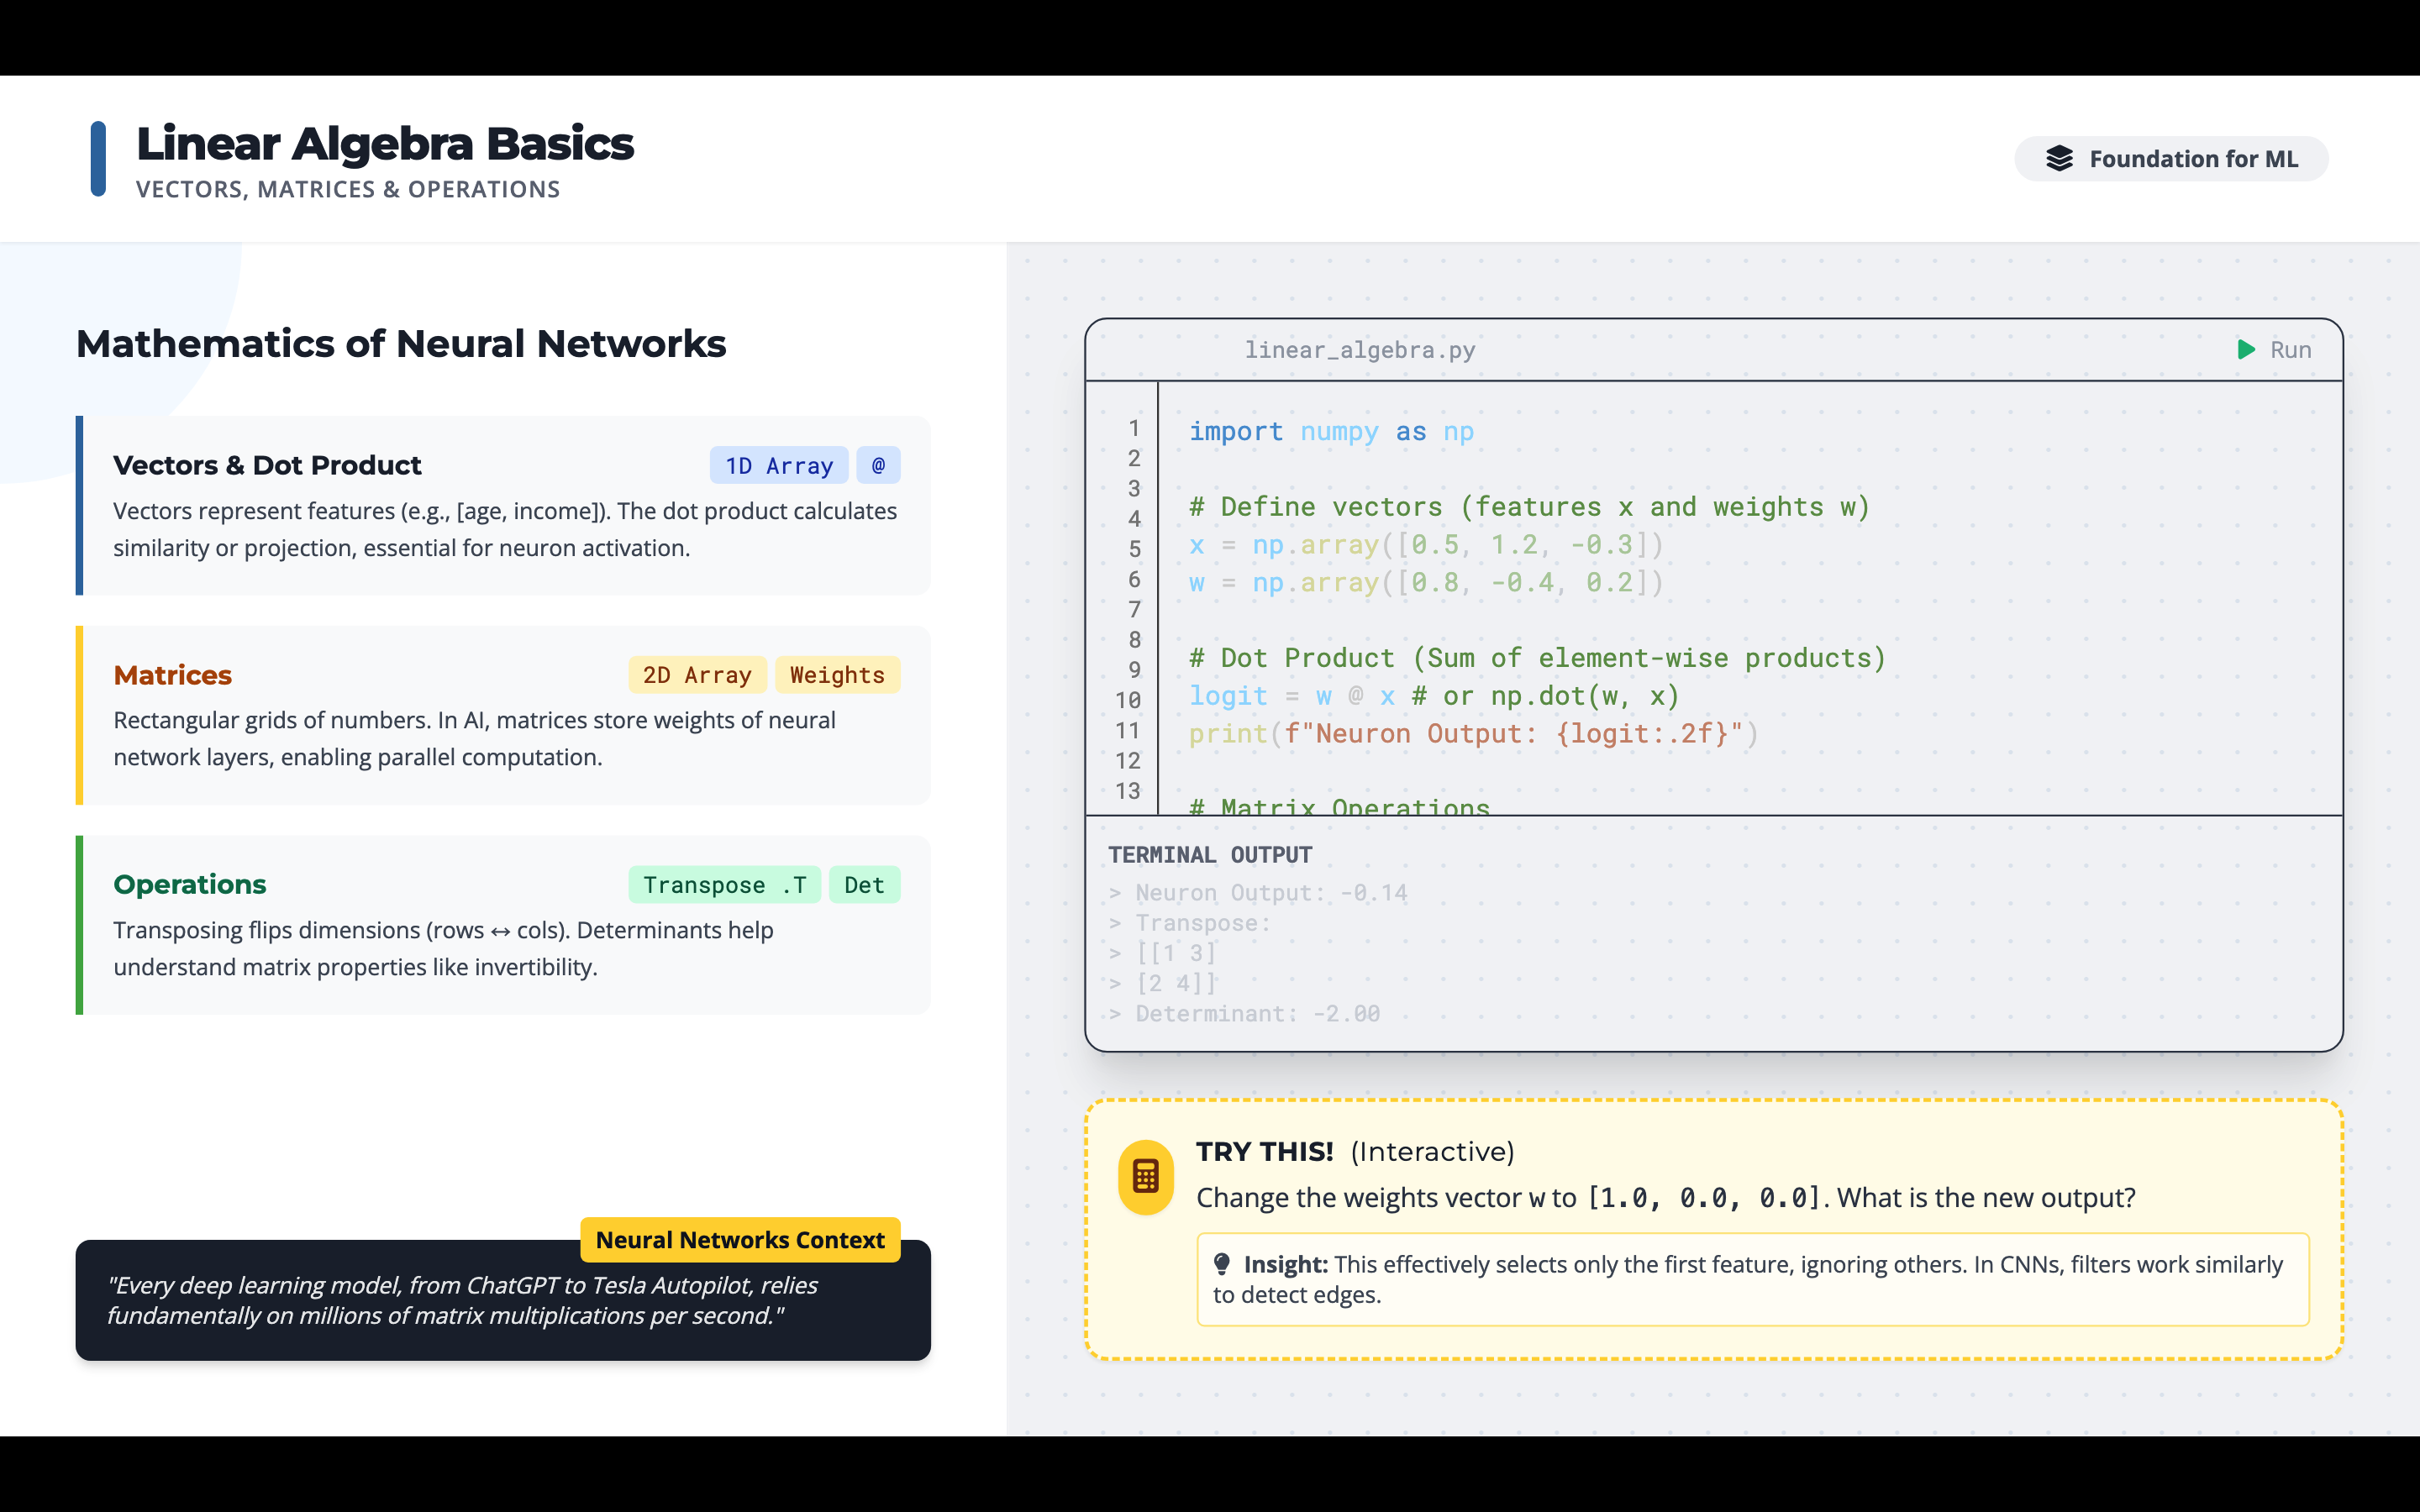 Linear Algebra Basics
VECTORS, MATRICES & OPERATIONS
Foundation for ML
Mathematics of Neural Networks
Vectors & Dot Product
1D Array
@
Vectors represent features (e.g., [age, income]). The dot product calculates
similarity or projection, essential for neuron activation.
Matrices
2D Array
Weights
Rectangular grids of numbers. In AI, matrices store weights of neural
network layers, enabling parallel computation.
Operations
Transpose .T
Det
Transposing flips dimensions (rows ↔ cols). Determinants help
understand matrix properties like invertibility.
Neural Networks Context
"Every deep learning model, from ChatGPT to Tesla Autopilot, relies
fundamentally on millions of matrix multiplications per second."
linear_algebra.py
Run
1
2
3
4
5
6
7
8
9
10
11
12
13
import numpy as np
# Define vectors (features x and weights w)
x = np.array([0.5, 1.2, -0.3])
w = np.array([0.8, -0.4, 0.2])
# Dot Product (Sum of element-wise products)
logit = w @ x # or np.dot(w, x)
print(f"Neuron Output: {logit:.2f}")
# Matrix Operations
TERMINAL OUTPUT
> Neuron Output: -0.14
> Transpose:
> [[1 3]
> [2 4]]
> Determinant: -2.00
TRY THIS! (Interactive)
Change the weights vector w to [1.0, 0.0, 0.0]. What is the new output?
Insight: This effectively selects only the first feature, ignoring others. In CNNs, filters work similarly
to detect edges.